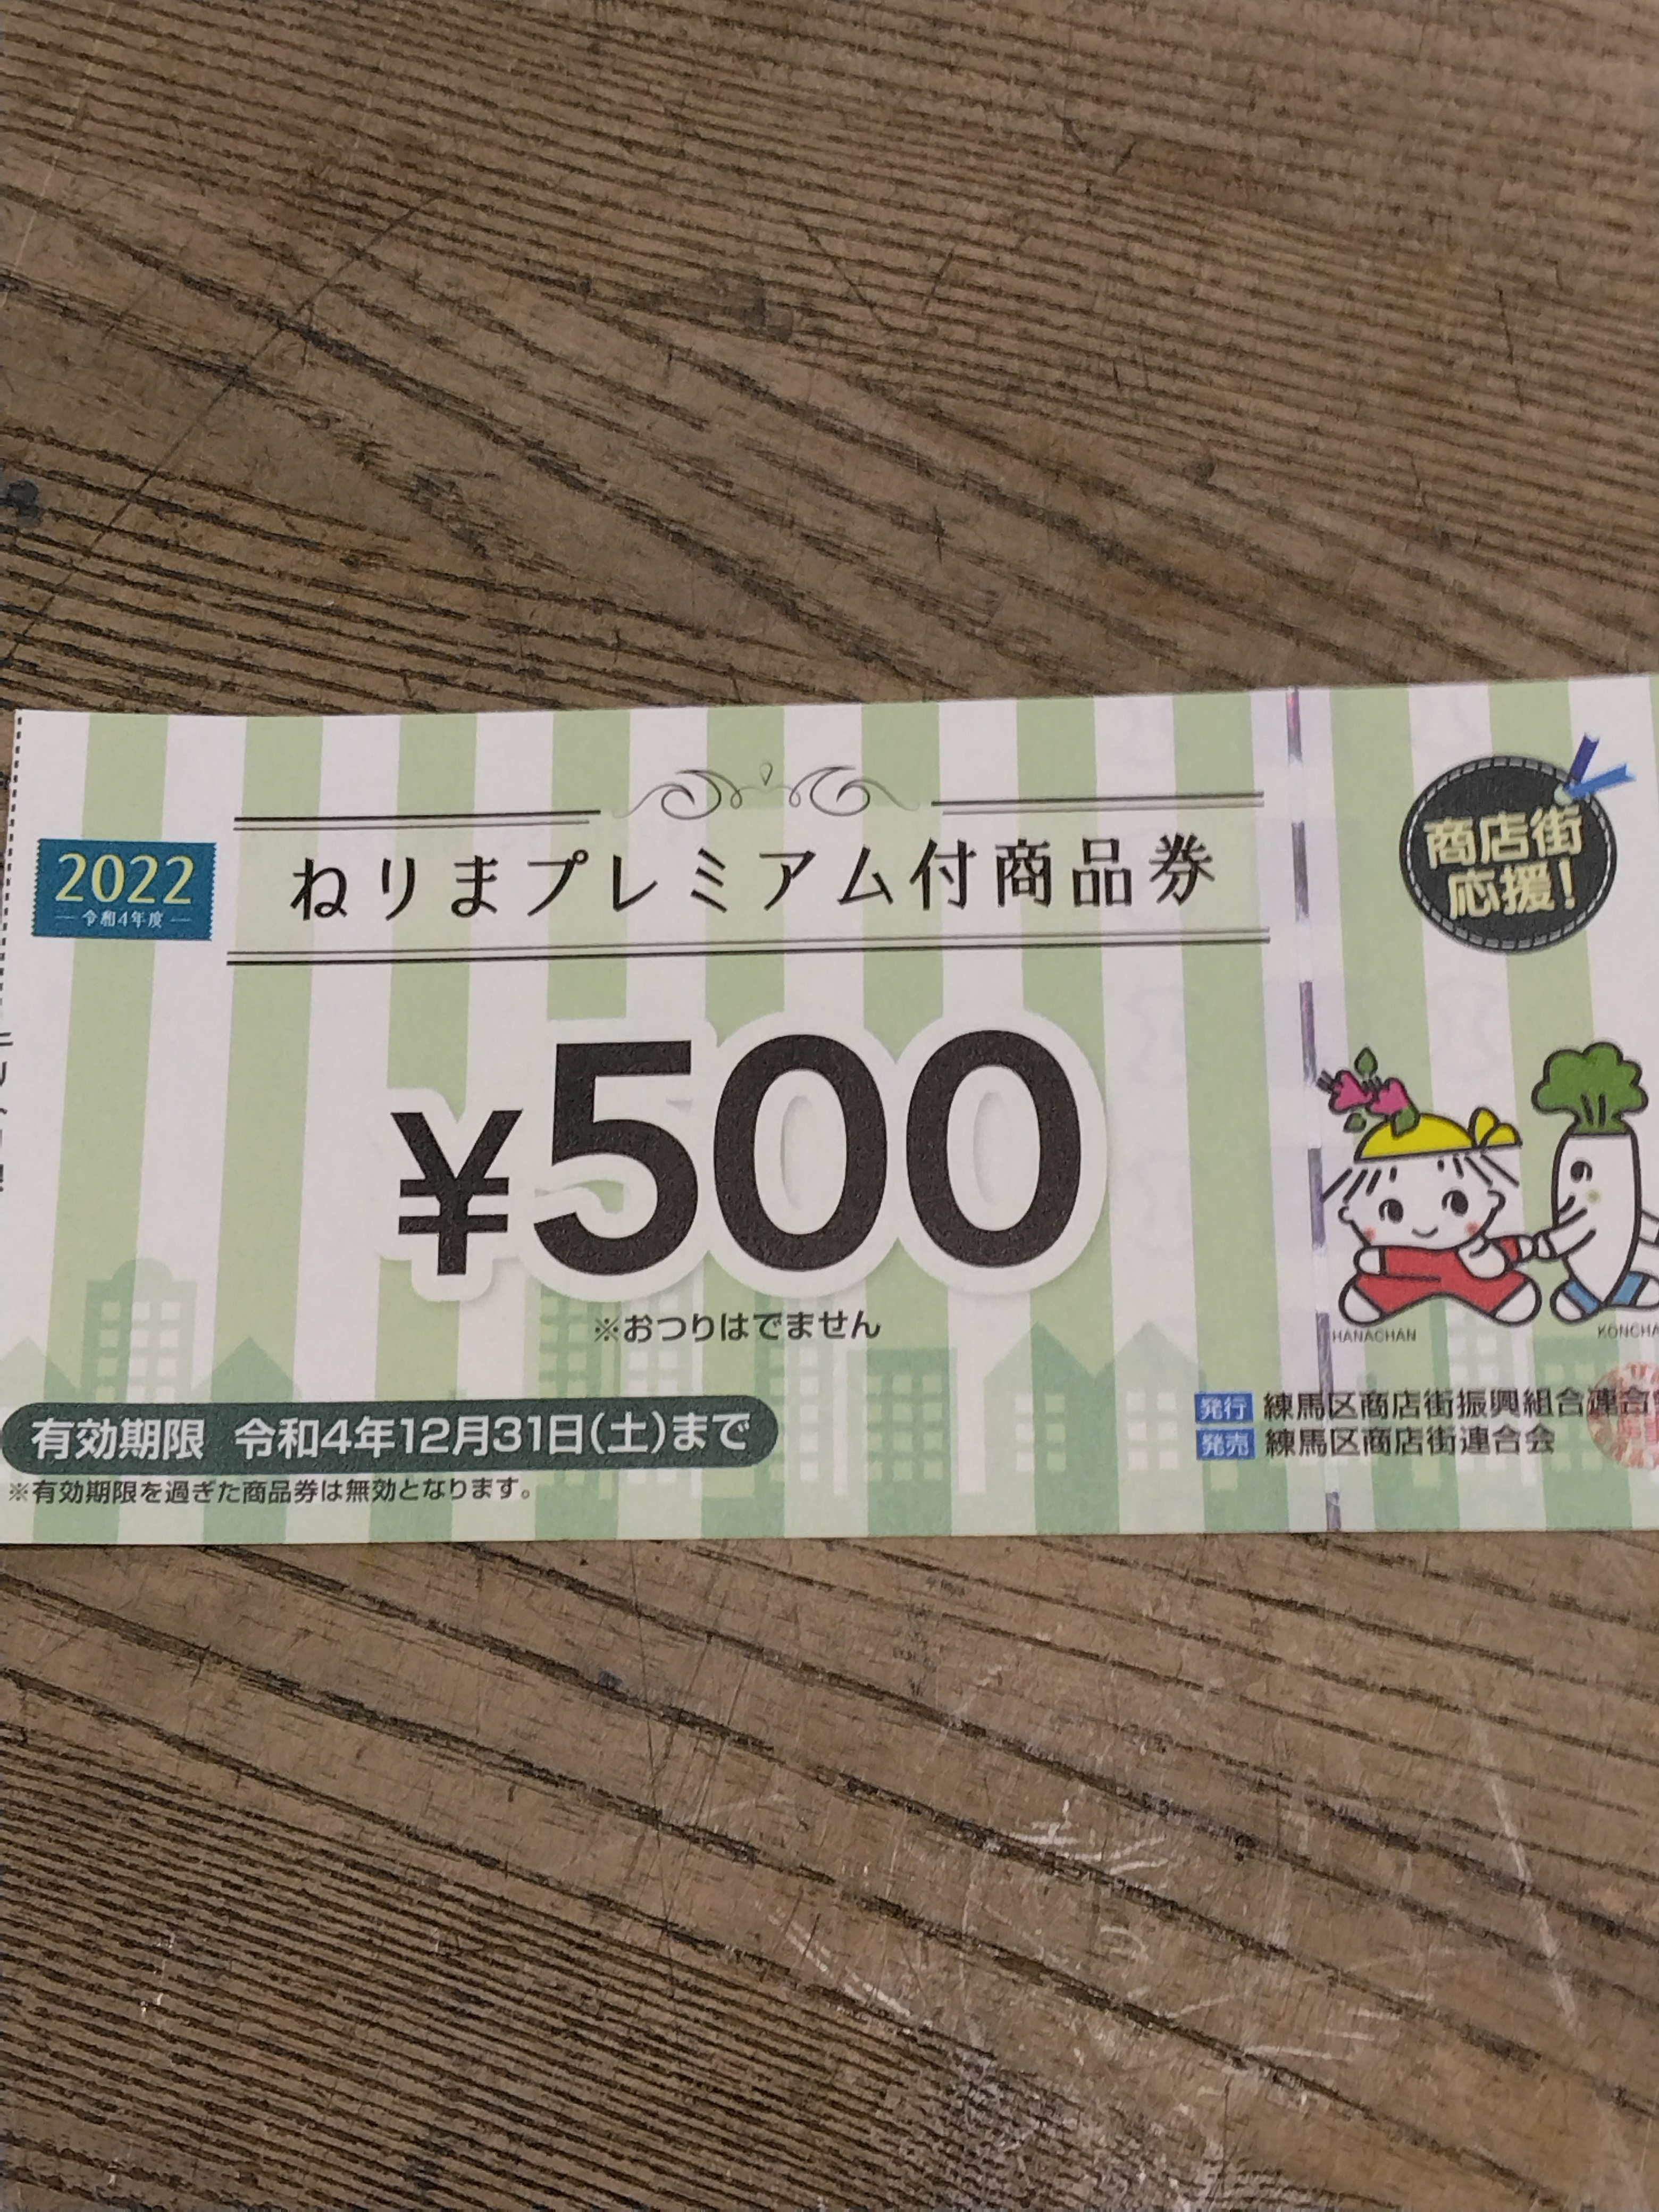 2022
令和4年度
ねりまプレミアム付商品券
商店街
応援!
¥500
※おつりはでません
HANACHAN
有効期限 令和4年12月31日(土)まで
※有効期限を過ぎた商品券は無効となります。
発行 練馬区商店街振興組合連合
発売 練馬区商店街連合会